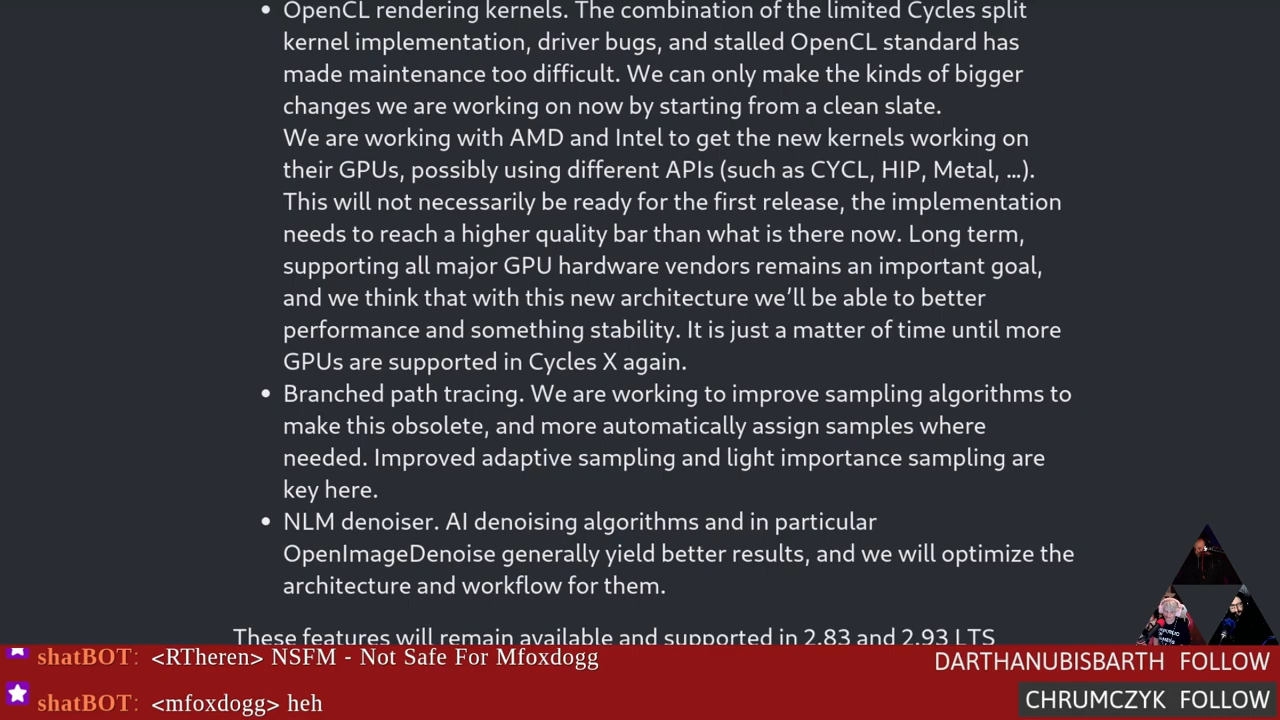 OpenCL rendering kernels. The combination of the limited Cycles split
kernel implementation, driver bugs, and stalled OpenCL standard has
made maintenance too difficult. We can only make the kinds of bigger
changes we are working on now by starting from a clean slate.
We are working with AMD and Intel to get the new kernels working on
their GPUs, possibly using different APIs (such as CYCL, HIP, Metal, …).
This will not necessarily be ready for the first release, the implementation
needs to reach a higher quality bar than what is there now. Long term,
supporting all major GPU hardware vendors remains an important goal,
and we think that with this new architecture we’ll be able to better
performance and something stability. It is just a matter of time until more
GPUs are supported in Cycles X again.
Branched path tracing. We are working to improve sampling algorithms to
make this obsolete, and more automatically assign samples where
needed. Improved adaptive sampling and light importance sampling are
key here.
NLM denoiser. AI denoising algorithms and in particular
OpenImageDenoise generally yield better results, and we will optimize the
architecture and workflow for them.
These features will remain available and supported in 2.83 and 2.93 LTS
shatBOT: <RTheren> NSFM - Not Safe For Mfoxdogg
shatBOT: <mfoxdogg> heh
DARTHANUBISBARTH FOLLOW
CHRUMCZYK FOLLOW